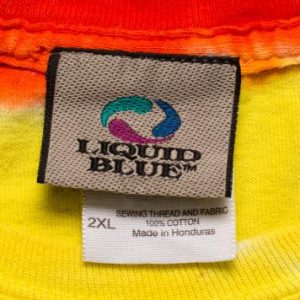 LIQUID
BLUE™
SEWING THREAD AND FABRIC
2XL 100% COTTON
Made in Honduras